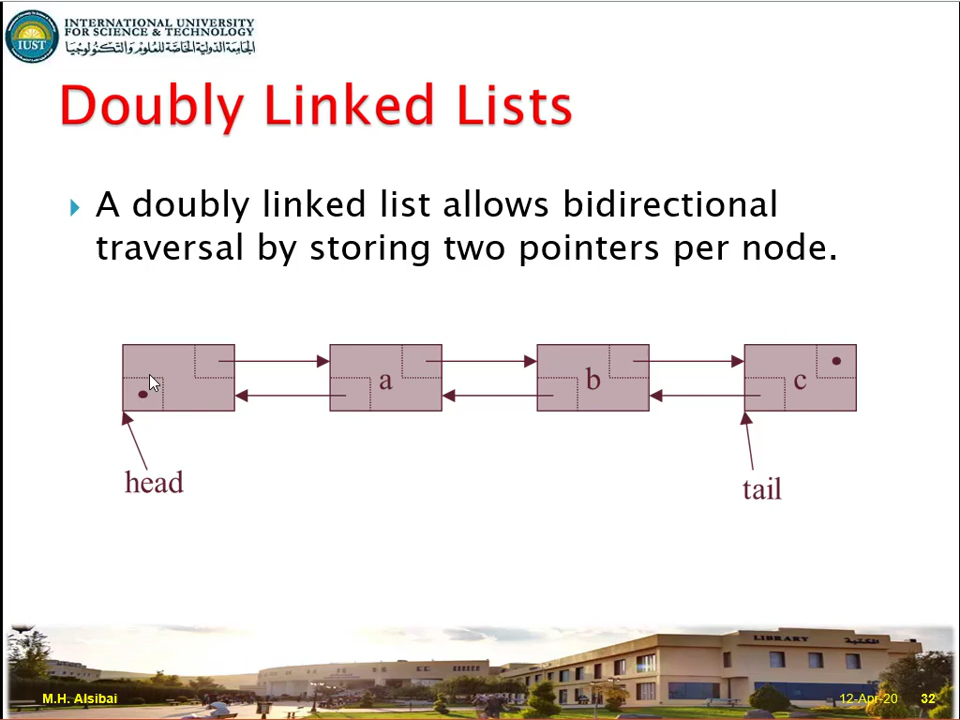 INTERNATIONAL UNIVERSITY
FOR SCIENCE & TECHNOLOGY
الجامعة الدولية الخاصة للعلوم والتكنولوجيا
IUST
Doubly Linked Lists
A doubly linked list allows bidirectional
traversal by storing two pointers per node.
a b c
head
tail
LIBRARY المكتبة
M.H. Alsibai 12-Apr-20 32